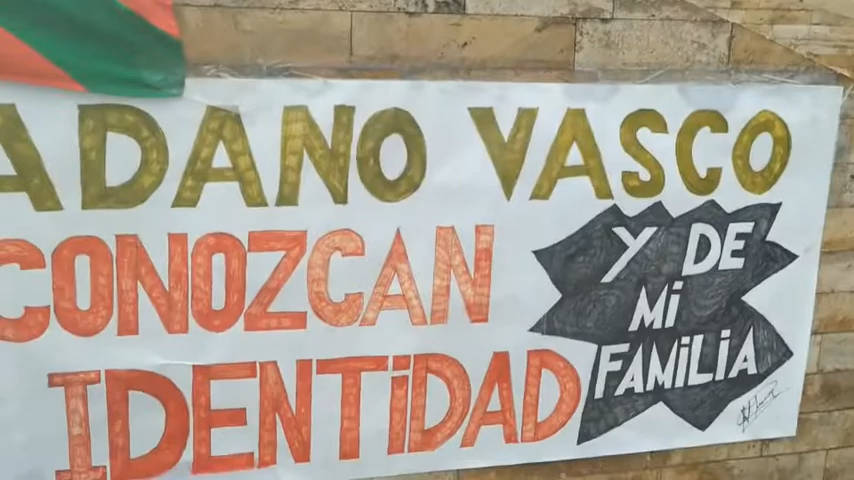 ADANO VASCO
CONOZCAN
IDENTIDAD
Y DE
Mi
FAMiLiA